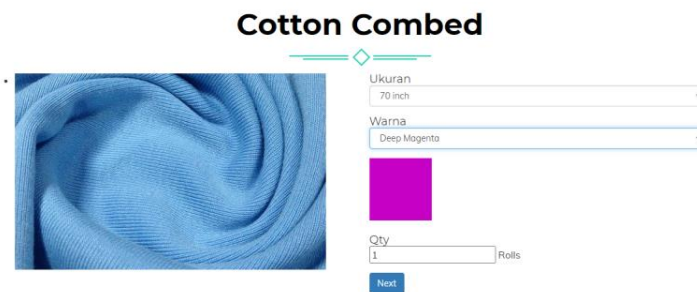 Cotton Combed
Ukuran
70 inch
Warna
Deep Magenta
Qty
1 Rolls
Next